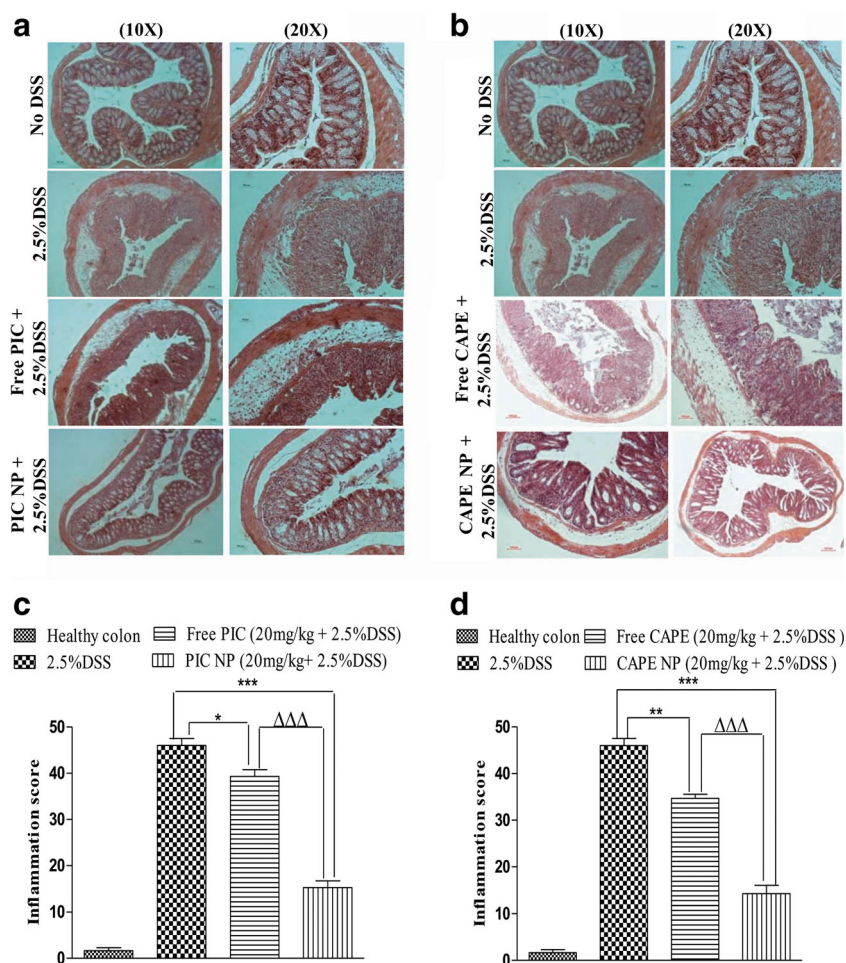 a
(10X) (20X)
No DSS
2.5%DSS
Free PIC +
2.5%DSS
PIC NP +
2.5%DSS
b
(10X) (20X)
No DSS
2.5%DSS
Free CAPE +
2.5%DSS
CAPE NP +
2.5%DSS
c
Healthy colon Free PIC (20mg/kg + 2.5%DSS)
2.5%DSS PIC NP (20mg/kg+ 2.5%DSS)
***
* ΔΔΔ
Inflammation score
50
40
30
20
10
0
d
Healthy colon Free CAPE (20mg/kg + 2.5%DSS )
2.5%DSS CAPE NP (20mg/kg + 2.5%DSS )
***
** ΔΔΔ
Inflammation score
50
40
30
20
10
0